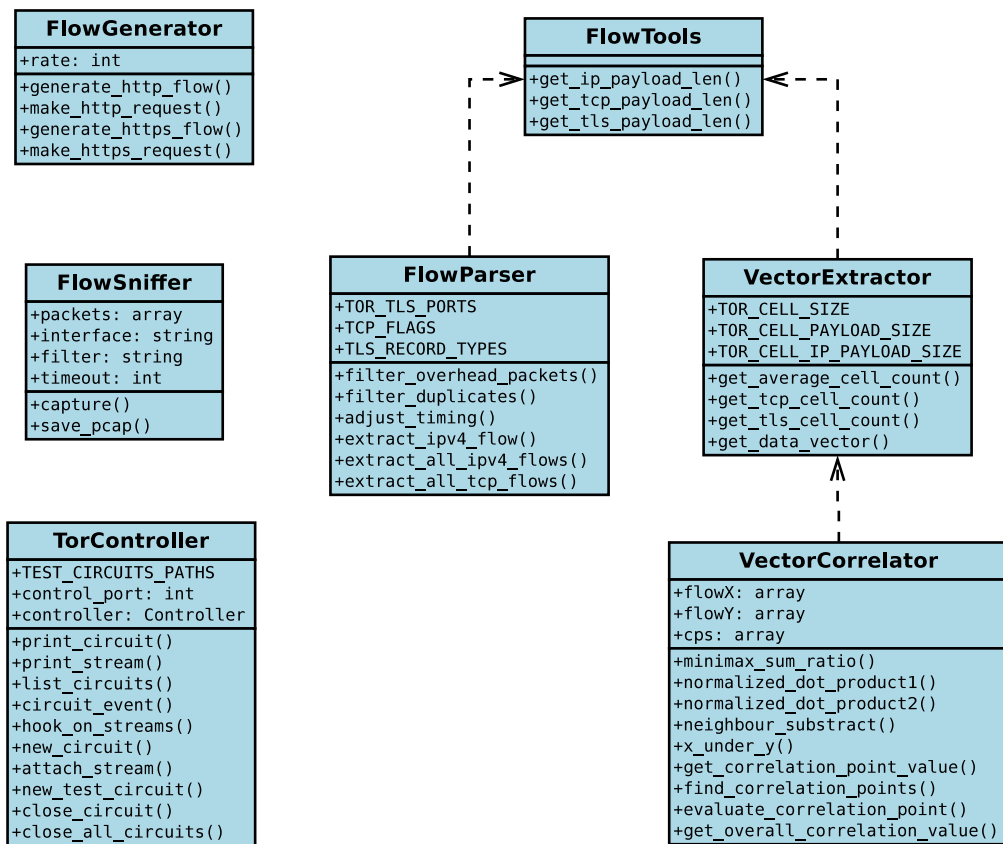 FlowGenerator
+rate: int
+generate_http_flow()
+make_http_request()
+generate_https_flow()
+make_https_request()
FlowTools
+get_ip_payload_len()
+get_tcp_payload_len()
+get_tls_payload_len()
FlowSniffer
+packets: array
+interface: string
+filter: string
+timeout: int
+capture()
+save_pcap()
FlowParser
+TOR_TLS_PORTS
+TCP_FLAGS
+TLS_RECORD_TYPES
+filter_overhead_packets()
+filter_duplicates()
+adjust_timing()
+extract_ipv4_flow()
+extract_all_ipv4_flows()
+extract_all_tcp_flows()
VectorExtractor
+TOR_CELL_SIZE
+TOR_CELL_PAYLOAD_SIZE
+TOR_CELL_IP_PAYLOAD_SIZE
+get_average_cell_count()
+get_tcp_cell_count()
+get_tls_cell_count()
+get_data_vector()
TorController
+TEST_CIRCUITS_PATHS
+control_port: int
+controller: Controller
+print_circuit()
+print_stream()
+list_circuits()
+circuit_event()
+hook_on_streams()
+new_circuit()
+attach_stream()
+new_test_circuit()
+close_circuit()
+close_all_circuits()
VectorCorrelator
+flowX: array
+flowY: array
+cps: array
+minimax_sum_ratio()
+normalized_dot_product1()
+normalized_dot_product2()
+neighbour_substract()
+x_under_y()
+get_correlation_point_value()
+find_correlation_points()
+evaluate_correlation_point()
+get_overall_correlation_value()